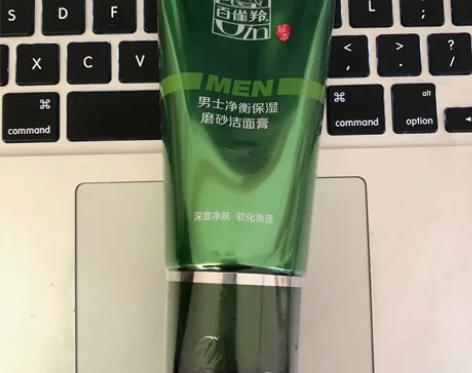 百雀羚
MEN
男士净衡保湿
磨砂洁面膏
深度净肤 软化角质
S
X
C
K
L
:
;
"
'
Z
D
F
V
B
N
M
<
,
>
.
?
/
⌘
command
⌘
command
alt
option